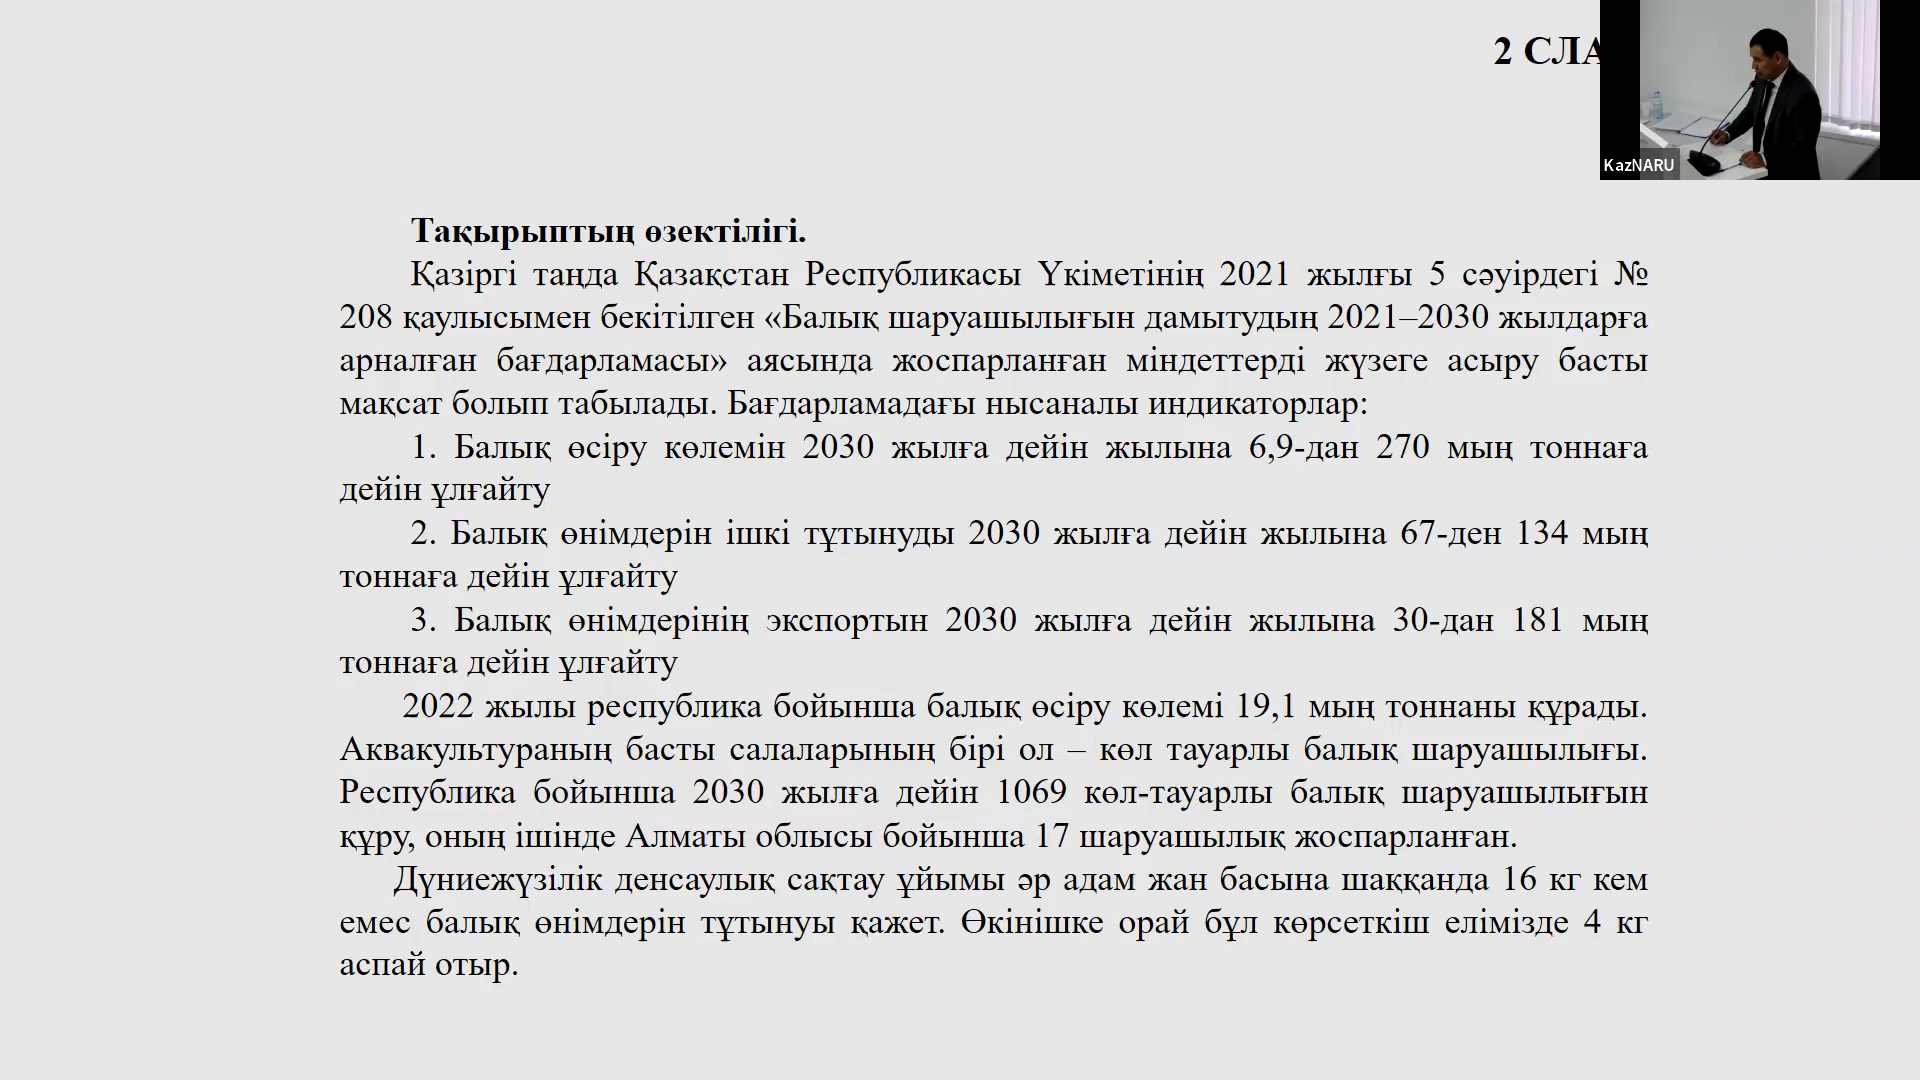 2 СЛА
KazNARU
Тақырыптың өзектілігі.
Қазіргі таңда Қазақстан Республикасы Үкіметінің 2021 жылғы 5 сәуірдегі №
208 қаулысымен бекітілген «Балық шаруашылығын дамытудың 2021–2030 жылдарға
арналған бағдарламасы» аясында жоспарланған міндеттерді жүзеге асыру басты
мақсат болып табылады. Бағдарламадағы нысаналы индикаторлар:
1. Балық өсіру көлемін 2030 жылға дейін жылына 6,9-дан 270 мың тоннаға
дейін ұлғайту
2. Балық өнімдерін ішкі тұтынуды 2030 жылға дейін жылына 67-ден 134 мың
тоннаға дейін ұлғайту
3. Балық өнімдерінің экспортын 2030 жылға дейін жылына 30-дан 181 мың
тоннаға дейін ұлғайту
2022 жылы республика бойынша балық өсіру көлемі 19,1 мың тоннаны құрады.
Аквакультураның басты салаларының бірі ол – көл тауарлы балық шаруашылығы.
Республика бойынша 2030 жылға дейін 1069 көл-тауарлы балық шаруашылығын
құру, оның ішінде Алматы облысы бойынша 17 шаруашылық жоспарланған.
Дүниежүзілік денсаулық сақтау ұйымы әр адам жан басына шаққанда 16 кг кем
емес балық өнімдерін тұтынуы қажет. Өкінішке орай бұл көрсеткіш елімізде 4 кг
аспай отыр.